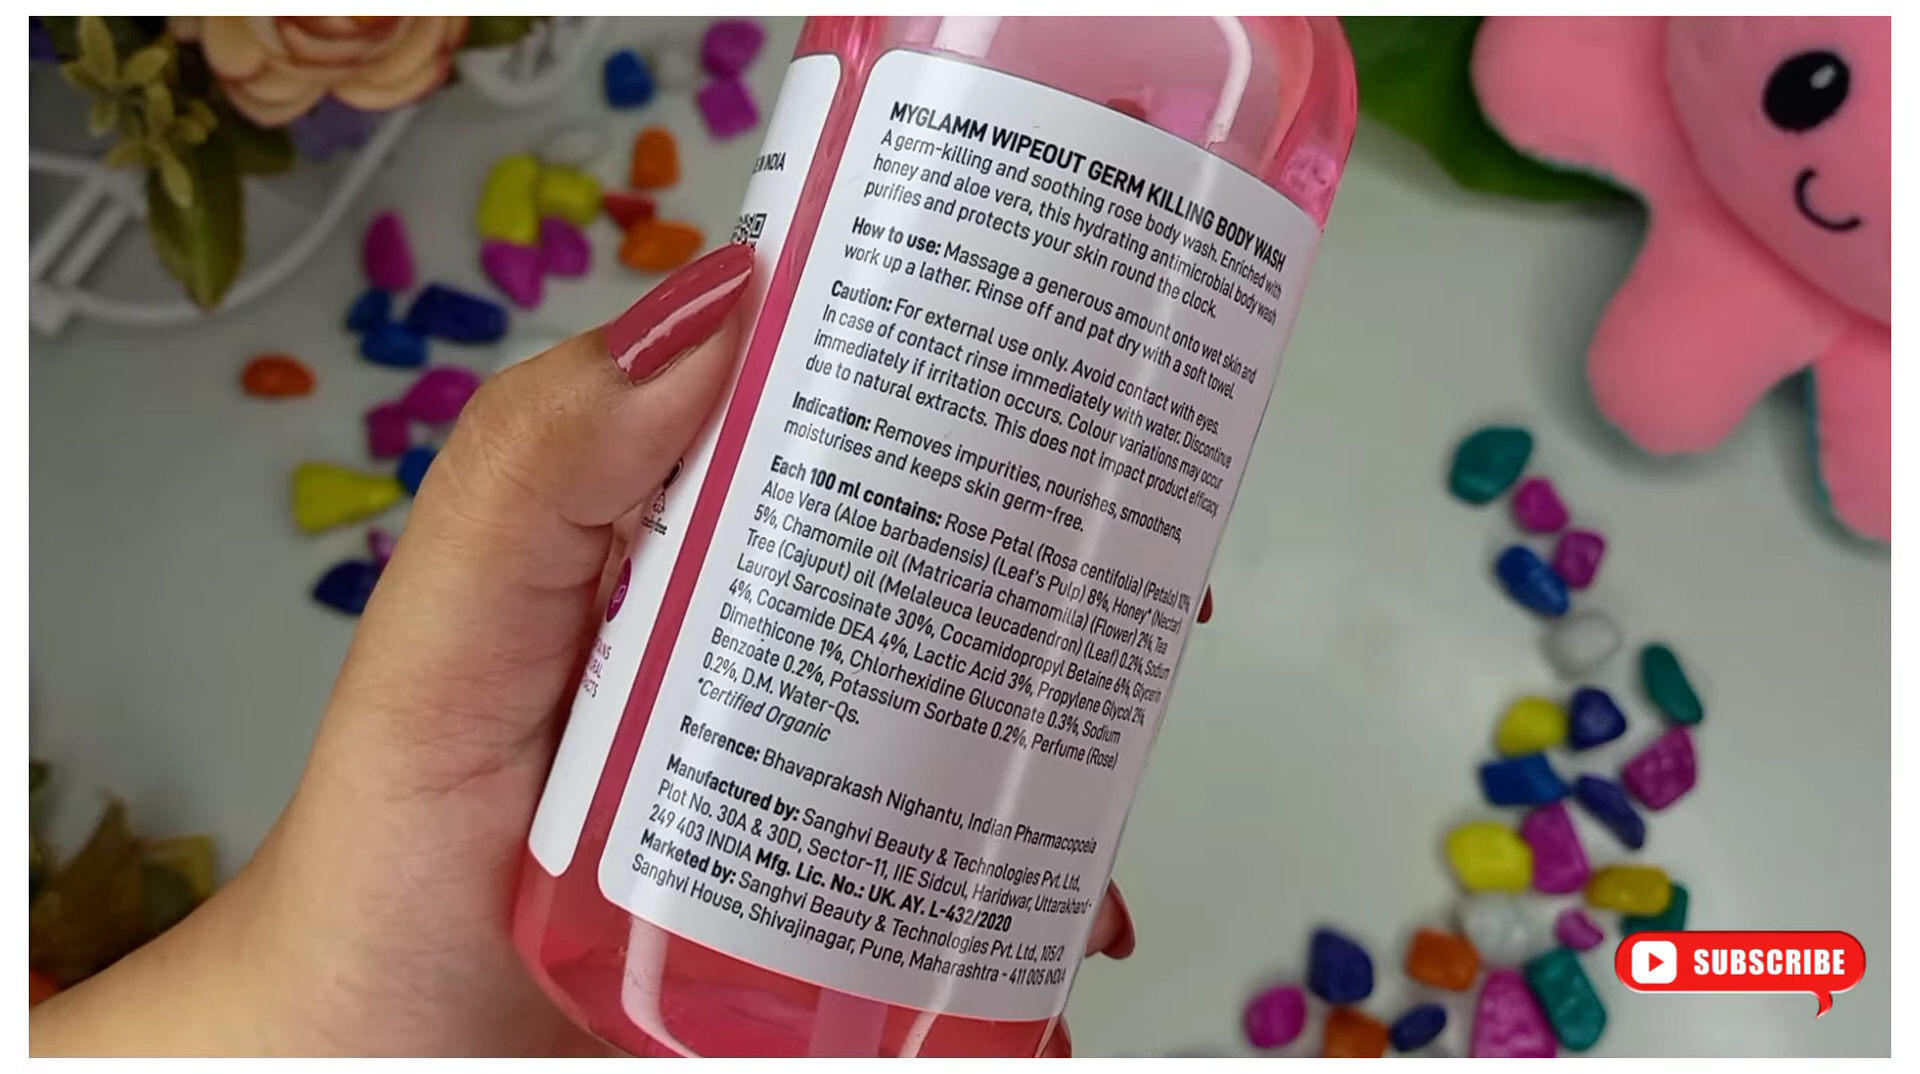 MYGLAMM WIPEOUT GERM KILLING BODY WASH
A germ-killing and soothing rose body wash. Enriched with
honey and aloe vera, this hydrating antimicrobial body wash
purifies and protects your skin round the clock.
How to use: Massage a generous amount onto wet skin and
work up a lather. Rinse off and pat dry with a soft towel.
Caution: For external use only. Avoid contact with eyes.
In case of contact rinse immediately with water. Discontinue
immediately if irritation occurs. Colour variations may occur
due to natural extracts. This does not impact product efficacy.
Indication: Removes impurities, nourishes, smoothens,
moisturises and keeps skin germ-free.
Each 100 ml contains: Rose Petal (Rosa centifolia) (Petals) 10%,
Aloe Vera (Aloe barbadensis) (Leaf's Pulp) 8%, Honey* (Nectar)
5%, Chamomile oil (Matricaria chamomilla) (Flower) 2%, Tea
Tree (Cajuput) oil (Melaleuca leucadendron) (Leaf) 0.2%, Sodium
Lauroyl Sarcosinate 30%, Cocamidopropyl Betaine 6%, Glycerin
4%, Cocamide DEA 4%, Lactic Acid 3%, Propylene Glycol 2%,
Dimethicone 1%, Chlorhexidine Gluconate 0.3%, Sodium
Benzoate 0.2%, Potassium Sorbate 0.2%, Perfume (Rose)
0.2%, D.M. Water-Qs.
*Certified Organic
Reference: Bhavaprakash Nighantu, Indian Pharmacopoeia
Manufactured by: Sanghvi Beauty & Technologies Pvt. Ltd,
Plot No. 30A & 30D, Sector-11, IIE Sidcul, Haridwar, Uttarakhand -
249 403 INDIA Mfg. Lic. No.: UK. AY. L-432/2020
Marketed by: Sanghvi Beauty & Technologies Pvt. Ltd, 105/2
Sanghvi House, Shivajinagar, Pune, Maharashtra - 411 005 INDIA
INDIA
SUBSCRIBE